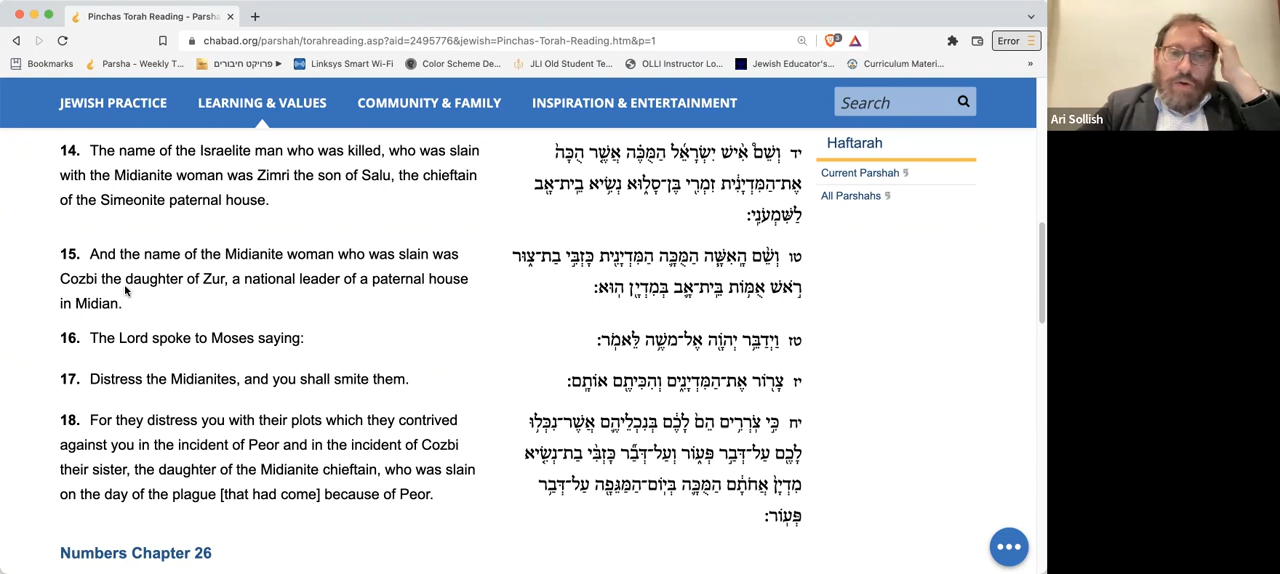 Pinchas Torah Reading - Parsha
chabad.org/parshah/torahreading.asp?aid=2495776&jewish=Pinchas-Torah-Reading.htm&p=1
Error
Bookmarks
Parsha - Weekly T...
פרוייקט חיבורים
Linksys Smart Wi-Fi
Color Scheme De...
JLI Old Student Te...
OLLI Instructor Lo...
Jewish Educator's...
Curriculum Materi...
»
JEWISH PRACTICE
LEARNING & VALUES
COMMUNITY & FAMILY
INSPIRATION & ENTERTAINMENT
Search
Ari Sollish
14. The name of the Israelite man who was killed, who was slain
with the Midianite woman was Zimri the son of Salu, the chieftain
of the Simeonite paternal house.
יד וְשֵׁם֩ אִ֨ישׁ יִשְׂרָאֵ֜ל הַמֻּכֶּ֗ה אֲשֶׁ֤ר הֻכָּה֙
אֶת־הַמִּדְיָנִ֔ית זִמְרִ֖י בֶּן־סָל֑וּא נְשִׂ֥יא בֵֽית־אָ֖ב
לַשִּׁמְעֹנִֽי:
15. And the name of the Midianite woman who was slain was
Cozbi the daughter of Zur, a national leader of a paternal house
in Midian.
טו וְשֵׁ֨ם הָֽאִשָּׁ֧ה הַמֻּכָּ֛ה הַמִּדְיָנִ֖ית כָּזְבִּ֣י בַת־צ֑וּר
רֹ֣אשׁ אֻמּ֥וֹת בֵּֽית־אָ֛ב בְּמִדְיָ֖ן הֽוּא:
16. The Lord spoke to Moses saying:
טז וַיְדַבֵּ֥ר יְהֹוָ֖ה אֶל־משֶׁ֥ה לֵּאמֹֽר:
17. Distress the Midianites, and you shall smite them.
יז צָר֖וֹר אֶת־הַמִּדְיָנִ֑ים וְהִכִּיתֶ֖ם אוֹתָֽם:
18. For they distress you with their plots which they contrived
against you in the incident of Peor and in the incident of Cozbi
their sister, the daughter of the Midianite chieftain, who was slain
on the day of the plague [that had come] because of Peor.
יח כִּ֣י צֹֽרְרִ֥ים הֵם֙ לָכֶ֔ם בְּנִכְלֵיהֶ֛ם אֲשֶׁר־נִכְּל֥וּ
לָכֶ֖ם עַל־דְּבַ֣ר פְּע֑וֹר וְעַל־דְּבַ֞ר כָּזְבִּ֨י בַת־נְשִׂ֤יא
מִדְיָן֙ אֲחֹתָ֔ם הַמֻּכָּ֥ה בְיֽוֹם־הַמַּגֵּפָ֖ה עַל־דְּבַר
פְּעֽוֹר:
Numbers Chapter 26
Haftarah
Current Parshah
All Parshahs